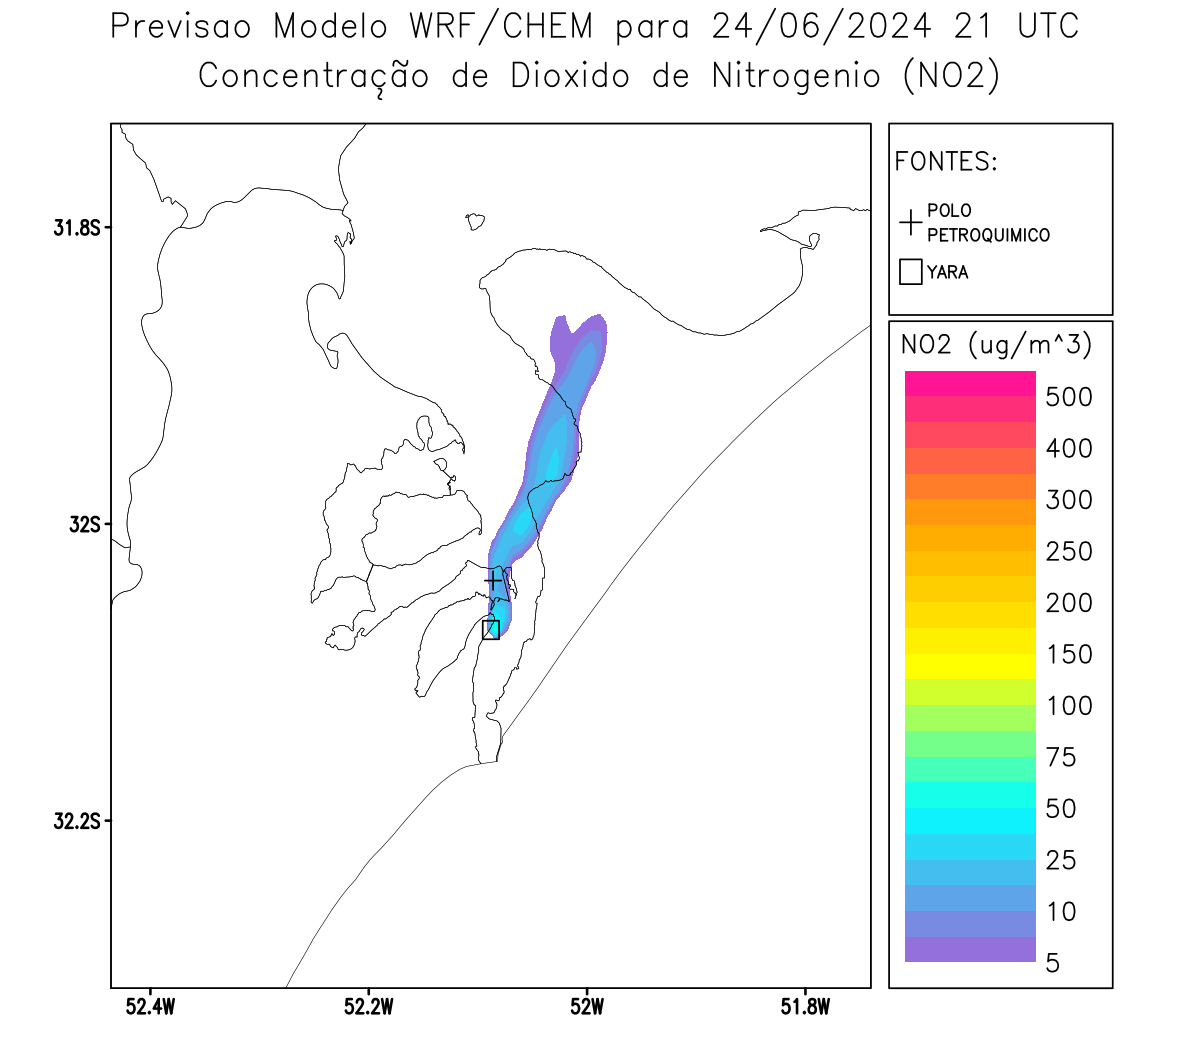 Previsao Modelo WRF/CHEM para 24/06/2024 21 UTC
Concentração de Dioxido de Nitrogenio (NO2)
FONTES:
POLO
PETROQUIMICO
YARA
NO2 (ug/m^3)
500
400
300
250
200
150
100
75
50
25
10
5
31.8S
32S
32.2S
52.4W
52.2W
52W
51.8W